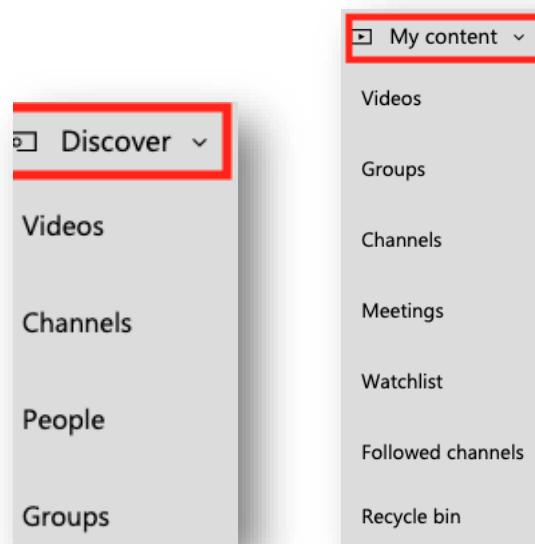 Discover
Videos
Channels
People
Groups
My content
Videos
Groups
Channels
Meetings
Watchlist
Followed channels
Recycle bin